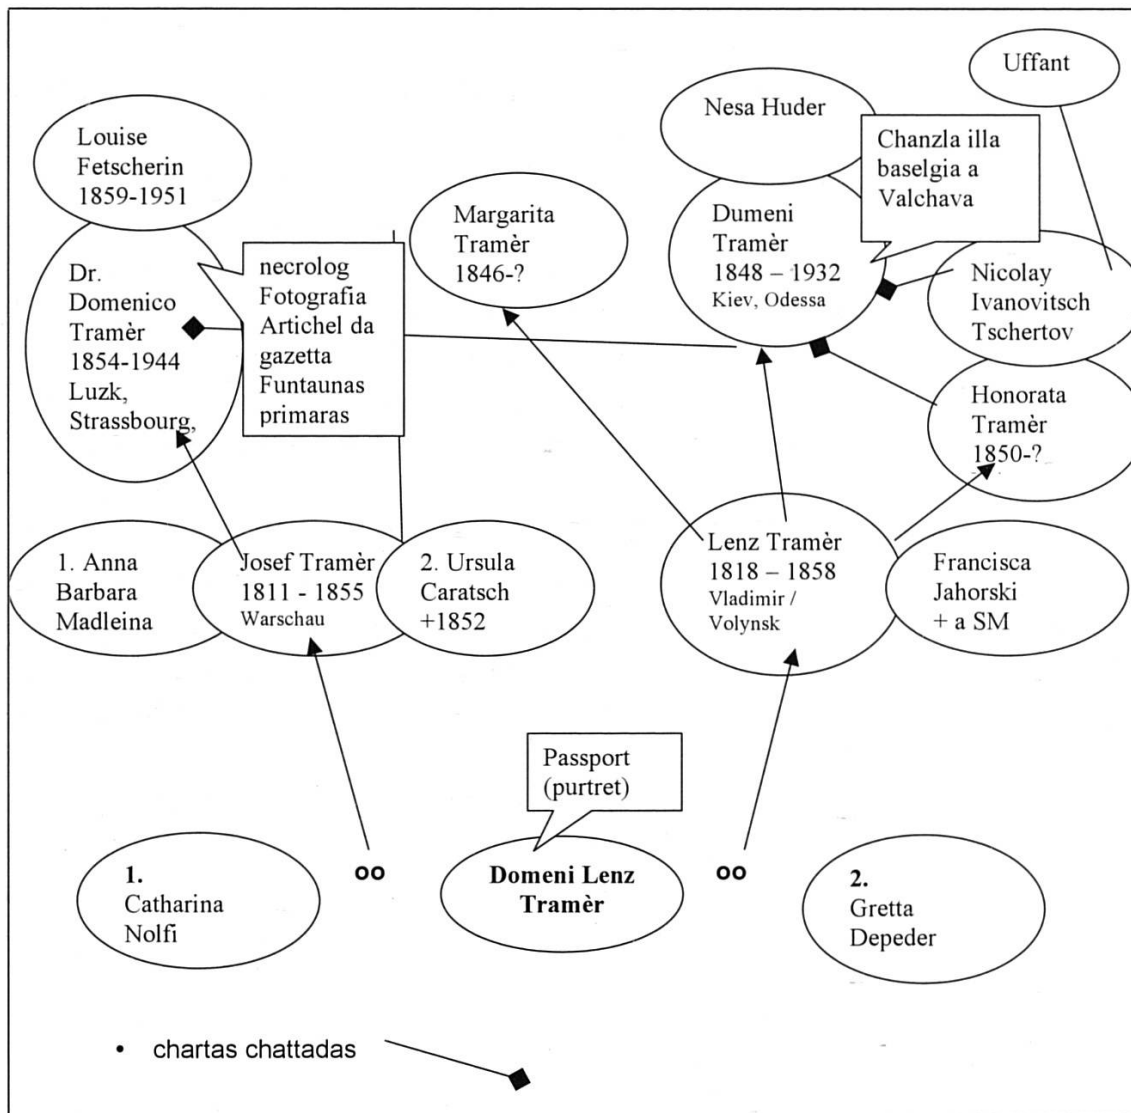 Uffant
Nesa Huder
Chanzla illa
baselgia a
Valchava
Louise
Fetscherin
1859-1951
Margarita
Tramèr
1846-?
Dumeni
Tramèr
1848 – 1932
Kiev, Odessa
necrolog
Fotografia
Artichel da
gazetta
Funtaunas
primaras
Dr.
Domenico
Tramèr
1854-1944
Luzk,
Strassbourg,
Nicolay
Ivanovitsch
Tschertov
Honorata
Tramèr
1850-?
1. Anna
Barbara
Madleina
Josef Tramèr
1811 - 1855
Warschau
2. Ursula
Caratsch
+1852
Lenz Tramèr
1818 – 1858
Vladimir /
Volynsk
Francisca
Jahorski
+ a SM
Passport
(purtret)
1.
Catharina
Nolfi
oo
Domeni Lenz
Tramèr
oo
2.
Gretta
Depeder
• chartas chattadas